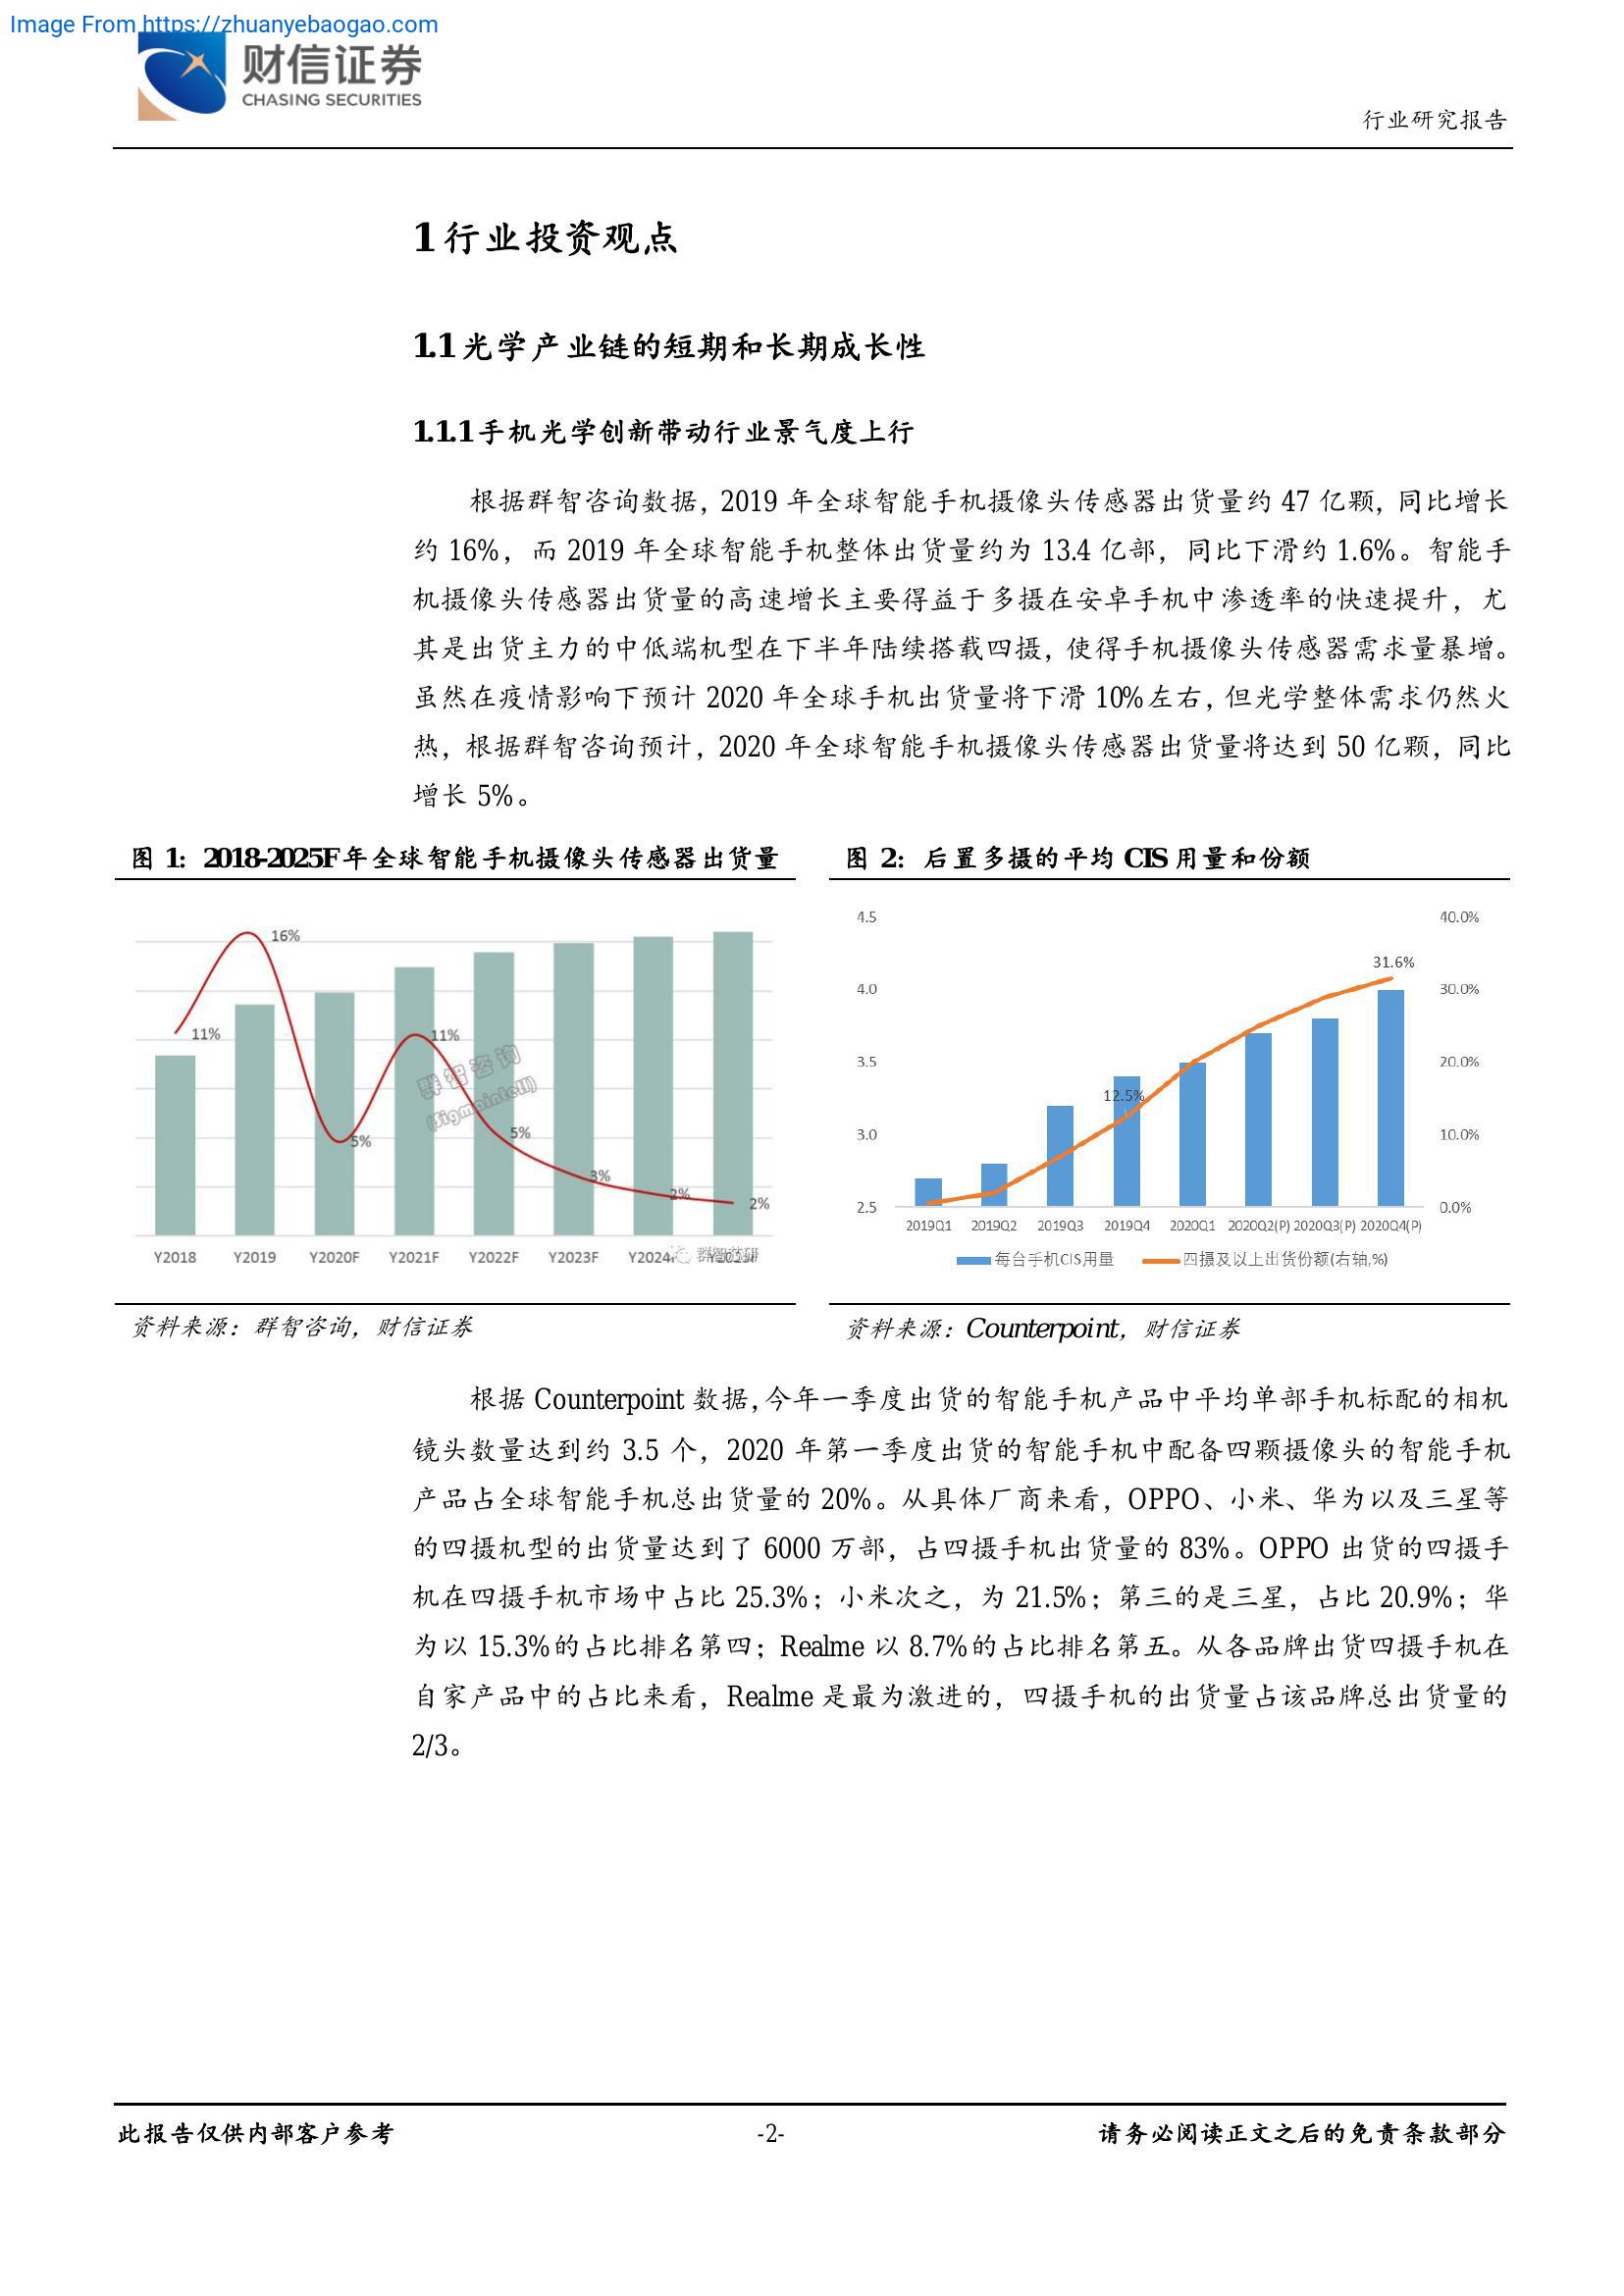 Image From https://zhuanyebaogao.com
财信证券
CHASING SECURITIES
行业研究报告
1 行业投资观点
1.1 光学产业链的短期和长期成长性
1.1.1 手机光学创新带动行业景气度上行
根据群智咨询数据，2019 年全球智能手机摄像头传感器出货量约 47 亿颗，同比增长
约 16%，而 2019 年全球智能手机整体出货量约为 13.4 亿部，同比下滑约 1.6%。智能手
机摄像头传感器出货量的高速增长主要得益于多摄在安卓手机中渗透率的快速提升，尤
其是出货主力的中低端机型在下半年陆续搭载四摄，使得手机摄像头传感器需求量暴增。
虽然在疫情影响下预计 2020 年全球手机出货量将下滑 10%左右，但光学整体需求仍然火
热，根据群智咨询预计，2020 年全球智能手机摄像头传感器出货量将达到 50 亿颗，同比
增长 5%。
图 1：2018-2025F 年全球智能手机摄像头传感器出货量
16%
11%
11%
5%
5%
3%
2%
2%
群智咨询
(Sigmaintell)
Y2018 Y2019 Y2020F Y2021F Y2022F Y2023F
资料来源：群智咨询，财信证券
图 2：后置多摄的平均 CIS 用量和份额
4.5 40.0%
31.6%
4.0 30.0%
3.5 20.0%
12.5%
3.0 10.0%
2.5 0.0%
2019Q1 2019Q2 2019Q3 2019Q4 2020Q1 2020Q2(P) 2020Q3(P) 2020Q4(P)
每台手机CIS用量 四摄及以上出货份额(右轴,%)
资料来源：Counterpoint，财信证券
根据 Counterpoint 数据，今年一季度出货的智能手机产品中平均单部手机标配的相机
镜头数量达到约 3.5 个，2020 年第一季度出货的智能手机中配备四颗摄像头的智能手机
产品占全球智能手机总出货量的 20%。从具体厂商来看，OPPO、小米、华为以及三星等
的四摄机型的出货量达到了 6000 万部，占四摄手机出货量的 83%。OPPO 出货的四摄手
机在四摄手机市场中占比 25.3%；小米次之，为 21.5%；第三的是三星，占比 20.9%；华
为以 15.3%的占比排名第四；Realme 以 8.7%的占比排名第五。从各品牌出货四摄手机在
自家产品中的占比来看，Realme 是最为激进的，四摄手机的出货量占该品牌总出货量的
2/3。
此报告仅供内部客户参考
-2-
请务必阅读正文之后的免责条款部分